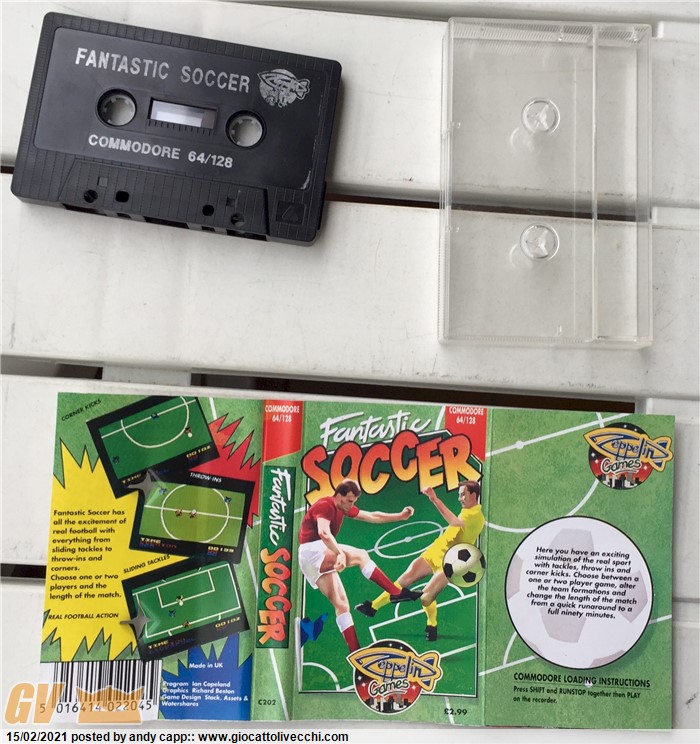 FANTASTIC SOCCER
COMMODORE 64/128
CORNER KICKS
THROW-INS
SLIDING TACKLES
Fantastic Soccer has
all the excitement of
real football with
everything from
sliding tackles to
throw-ins and
corners.
Choose one or two
players and the
length of the match.
REAL FOOTBALL ACTION
TIME
TIME
TIME
5 016414 022045
Made in UK
Program Ian Copeland
Graphics Richard Beston
Game Design Stack, Assets &
Watershores
COMMODORE
64/128
Fantastic
SOCCER
C202
COMMODORE
64/128
Fantastic
SOCCER
Zeppelin
Games
£2.99
Zeppelin
Games
Here you have an exciting
simulation of the real sport
with tackles, throw ins and
corner kicks. Choose between a
one or two player game, alter
the team formations and
change the length of the match
from a quick runaround to a
full ninety minutes.
COMMODORE LOADING INSTRUCTIONS
Press SHIFT and RUNSTOP together then PLAY
on the recorder.
GV
15/02/2021 posted by andy capp:: www.giocattolivecchi.com